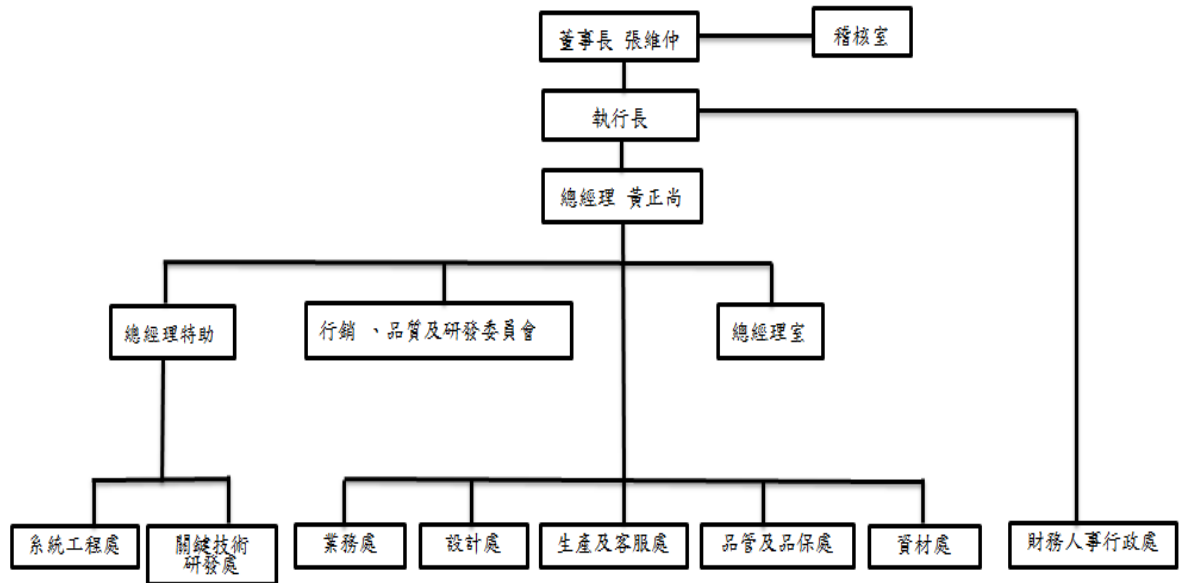 董事長 張維仲
稽核室
執行長
總經理 黃正尚
總經理特助
行銷 、品質及研發委員會
總經理室
系統工程處
關鍵技術
研發處
業務處
設計處
生產及客服處
品管及品保處
資材處
財務人事行政處